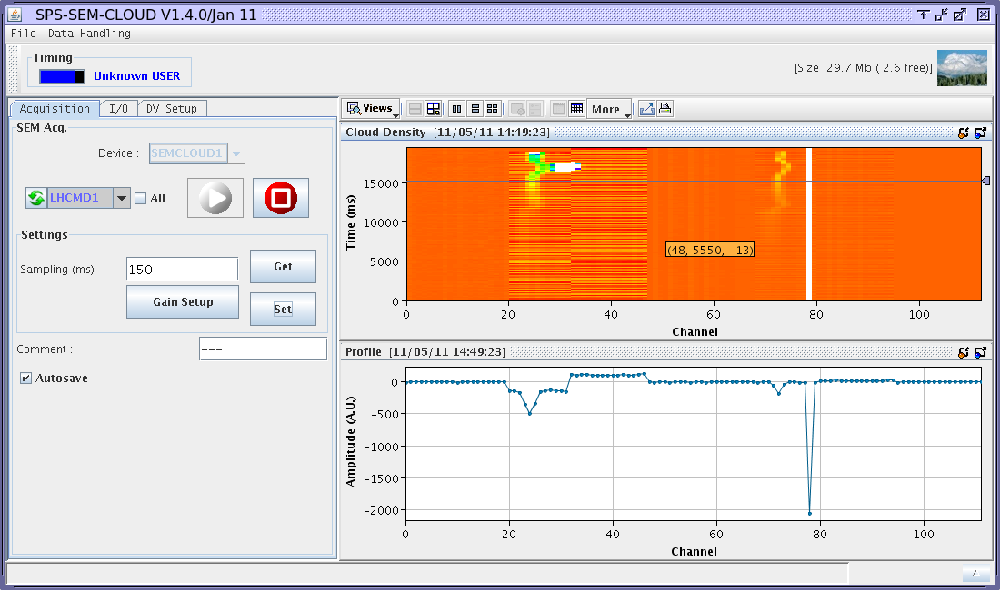 SPS-SEM-CLOUD V1.4.0/Jan 11
File Data Handling
Timing
Unknown USER
[Size 29.7 Mb ( 2.6 free)]
Acquisition I/O DV Setup
SEM Acq.
Device : SEMCLOUD1
LHCMD1 All
Settings
Sampling (ms) 150 Get
Gain Setup Set
Comment : ---
Autosave
Views More
Cloud Density [11/05/11 14:49:23]
Time (ms)
15000
10000
5000
0
(48, 5550, -13)
0 20 40 60 80 100
Channel
Profile [11/05/11 14:49:23]
Amplitude (A.U.)
0
-500
-1000
-1500
-2000
0 20 40 60 80 100
Channel